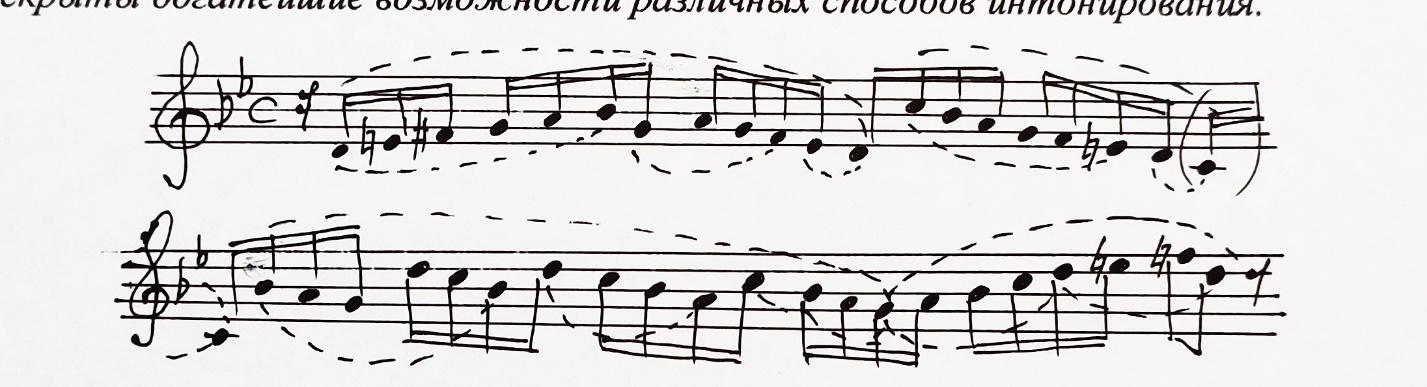 скрыты богатейшие возможности различных способов интонирования.